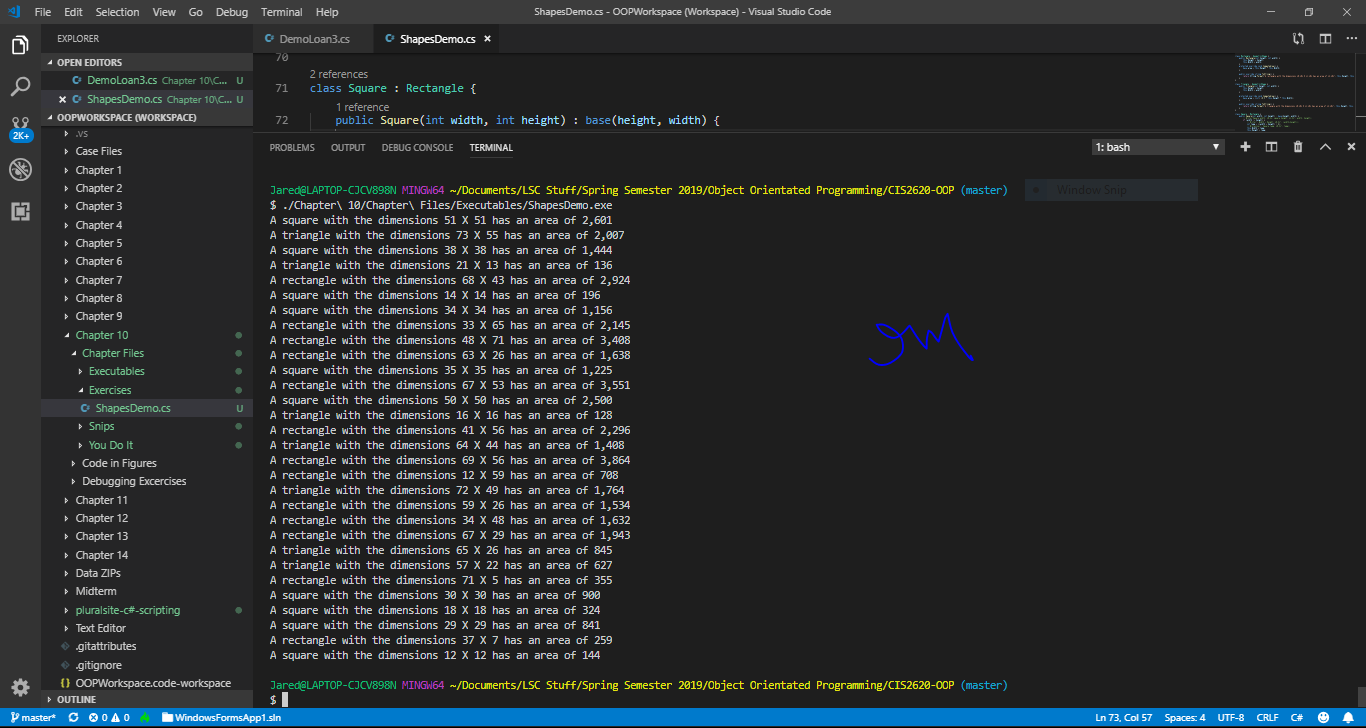 File Edit Selection View Go Debug Terminal Help
ShapesDemo.cs - OOPWorkspace (Workspace) - Visual Studio Code
EXPLORER
OPEN EDITORS
DemoLoan3.cs Chapter 10\C... U
ShapesDemo.cs Chapter 10\C... U
OOPWORKSPACE (WORKSPACE)
.vs
Case Files
Chapter 1
Chapter 2
Chapter 3
Chapter 4
Chapter 5
Chapter 6
Chapter 7
Chapter 8
Chapter 9
Chapter 10
Chapter Files
Executables
Exercises
ShapesDemo.cs U
Snips
You Do It
Code in Figures
Debugging Excercises
Chapter 11
Chapter 12
Chapter 13
Chapter 14
Data ZIPs
Midterm
pluralsite-c#-scripting
Text Editor
.gitattributes
.gitignore
OOPWorkspace.code-workspace
OUTLINE
2K+
DemoLoan3.cs
ShapesDemo.cs
70
2 references
71 class Square : Rectangle {
1 reference
72 public Square(int width, int height) : base(height, width) {
PROBLEMS OUTPUT DEBUG CONSOLE TERMINAL
1: bash
Window Snip
Jared@LAPTOP-CJCV898N MINGW64 ~/Documents/LSC Stuff/Spring Semester 2019/Object Orientated Programming/CIS2620-OOP (master)
$ ./Chapter\ 10/Chapter\ Files/Executables/ShapesDemo.exe
A square with the dimensions 51 X 51 has an area of 2,601
A triangle with the dimensions 73 X 55 has an area of 2,007
A square with the dimensions 38 X 38 has an area of 1,444
A triangle with the dimensions 21 X 13 has an area of 136
A rectangle with the dimensions 68 X 43 has an area of 2,924
A square with the dimensions 14 X 14 has an area of 196
A square with the dimensions 34 X 34 has an area of 1,156
A rectangle with the dimensions 33 X 65 has an area of 2,145
A rectangle with the dimensions 48 X 71 has an area of 3,408
A rectangle with the dimensions 63 X 26 has an area of 1,638
A square with the dimensions 35 X 35 has an area of 1,225
A rectangle with the dimensions 67 X 53 has an area of 3,551
A square with the dimensions 50 X 50 has an area of 2,500
A triangle with the dimensions 16 X 16 has an area of 128
A rectangle with the dimensions 41 X 56 has an area of 2,296
A triangle with the dimensions 64 X 44 has an area of 1,408
A rectangle with the dimensions 69 X 56 has an area of 3,864
A rectangle with the dimensions 12 X 59 has an area of 708
A triangle with the dimensions 72 X 49 has an area of 1,764
A rectangle with the dimensions 59 X 26 has an area of 1,534
A rectangle with the dimensions 34 X 48 has an area of 1,632
A rectangle with the dimensions 67 X 29 has an area of 1,943
A triangle with the dimensions 65 X 26 has an area of 845
A triangle with the dimensions 57 X 22 has an area of 627
A rectangle with the dimensions 71 X 5 has an area of 355
A square with the dimensions 30 X 30 has an area of 900
A square with the dimensions 18 X 18 has an area of 324
A square with the dimensions 29 X 29 has an area of 841
A rectangle with the dimensions 37 X 7 has an area of 259
A square with the dimensions 12 X 12 has an area of 144
Jared@LAPTOP-CJCV898N MINGW64 ~/Documents/LSC Stuff/Spring Semester 2019/Object Orientated Programming/CIS2620-OOP (master)
$
master* 0 0 WindowsFormsApp1.sln
Ln 73, Col 57 Spaces: 4 UTF-8 CRLF C#